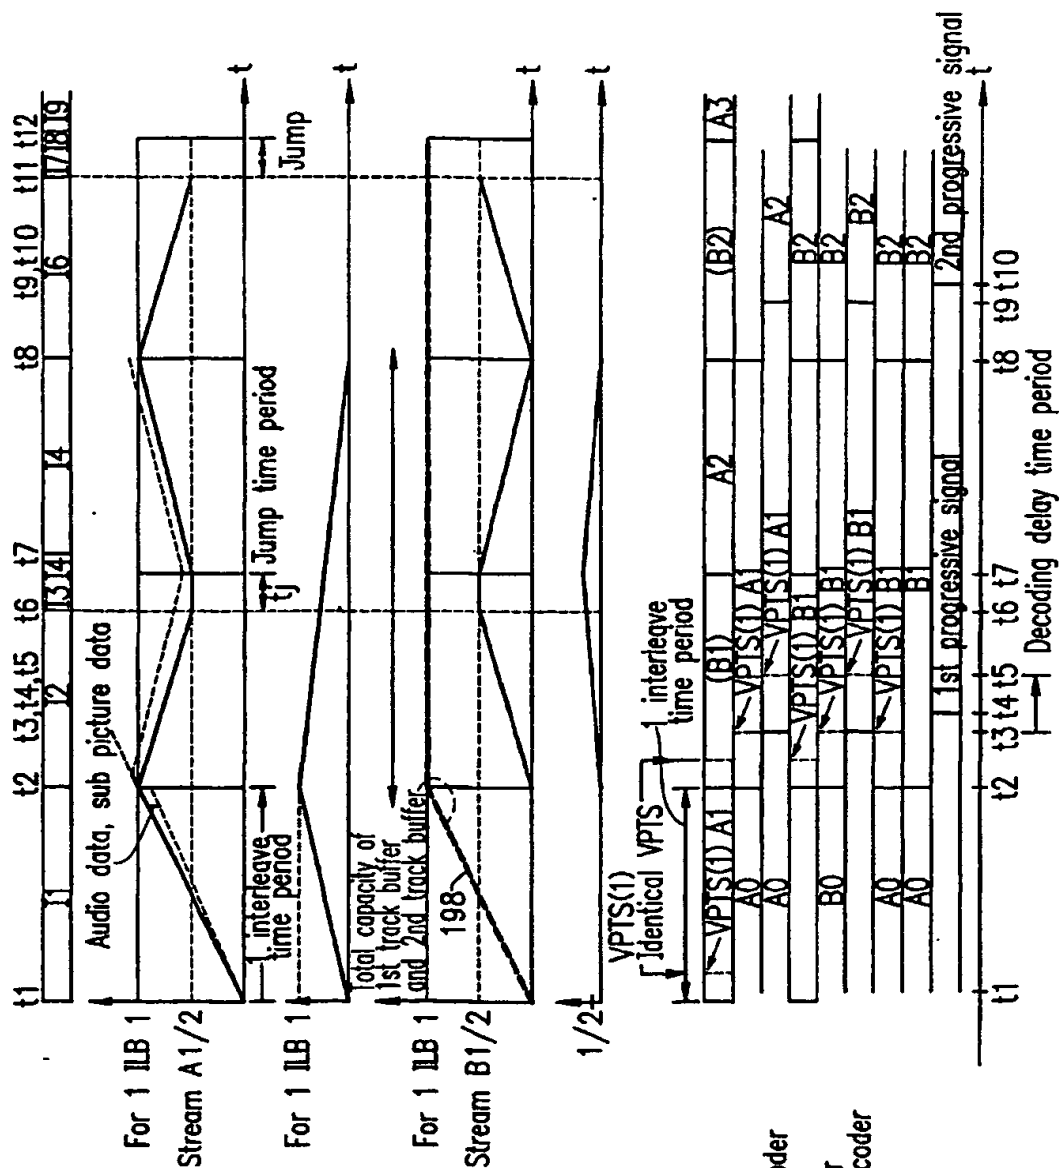 t1 t2 t3,t4,t5 t6 t7 t8 t9,t10 t11 t12
I1 I2 I3 I4 I4 I6 I7 I8 I9
Audio data, sub picture data
For 1 ILB 1
Stream A1/2
t
1 interleave
time period
tj
Jump time period
Jump
For 1 ILB 1
t
Total capacity of
1st track buffer
and 2nd track buffer
For 1 ILB 1
Stream B1/2
198
t
1/2
t
VPTS(1)
Identical VPTS
1 interleave
time period
VPTS(1) A1 (B1) A2 (B2) A3
A0 VPTS(1) A1
A0 VPTS(1) A1 A2
VPTS(1) B1 B2
B0 VPTS(1) B1 B2
VPTS(1) B1 B2
A0 VPTS(1) B1 B2
A0 B1 B2
1st progressive signal 2nd progressive signal
t1 t2 t3 t4 t5 t6 t7 t8 t9 t10 t
Decoding delay time period
oder
r
coder